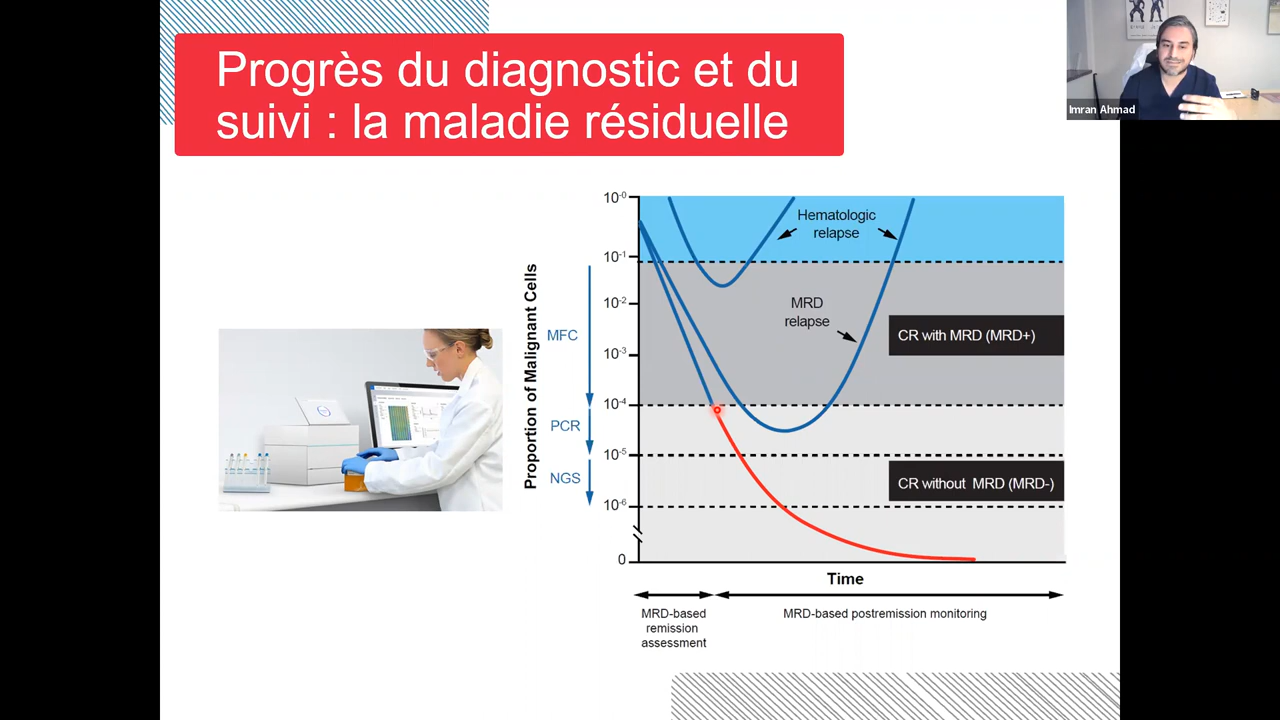 Progrès du diagnostic et du
suivi : la maladie résiduelle
Imran Ahmad
Proportion of Malignant Cells
MFC
PCR
NGS
10-0
10-1
10-2
10-3
10-4
10-5
10-6
0
Hematologic
relapse
MRD
relapse
CR with MRD (MRD+)
CR without MRD (MRD-)
Time
MRD-based
remission
assessment
MRD-based postremission monitoring